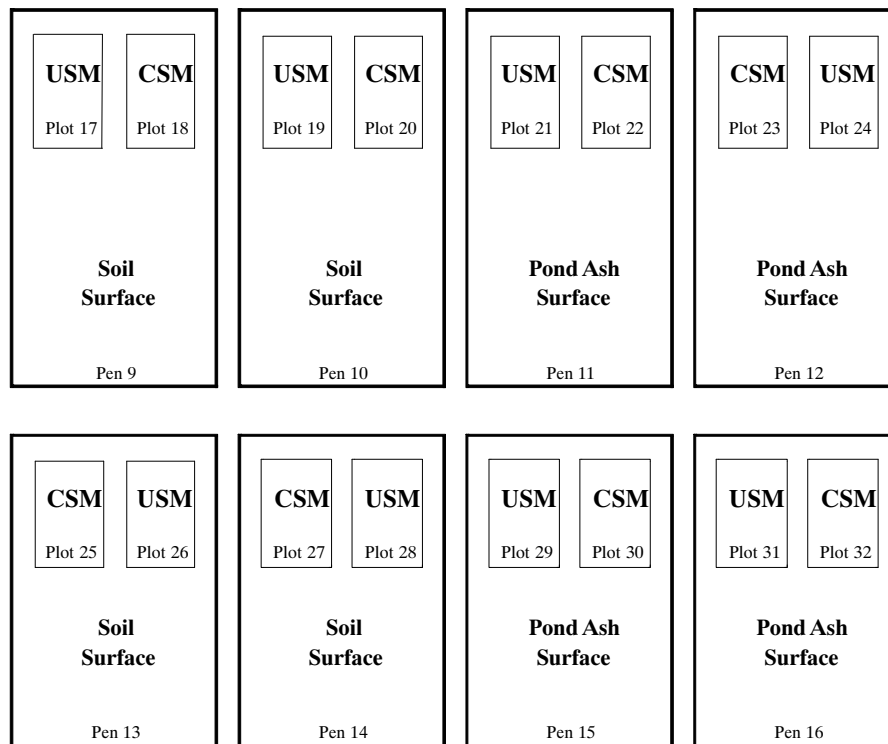 USM CSM USM CSM USM CSM CSM USM
Plot 17 Plot 18 Plot 19 Plot 20 Plot 21 Plot 22 Plot 23 Plot 24
Soil Soil Pond Ash Pond Ash
Surface Surface Surface Surface
Pen 9 Pen 10 Pen 11 Pen 12
CSM USM CSM USM USM CSM USM CSM
Plot 25 Plot 26 Plot 27 Plot 28 Plot 29 Plot 30 Plot 31 Plot 32
Soil Soil Pond Ash Pond Ash
Surface Surface Surface Surface
Pen 13 Pen 14 Pen 15 Pen 16